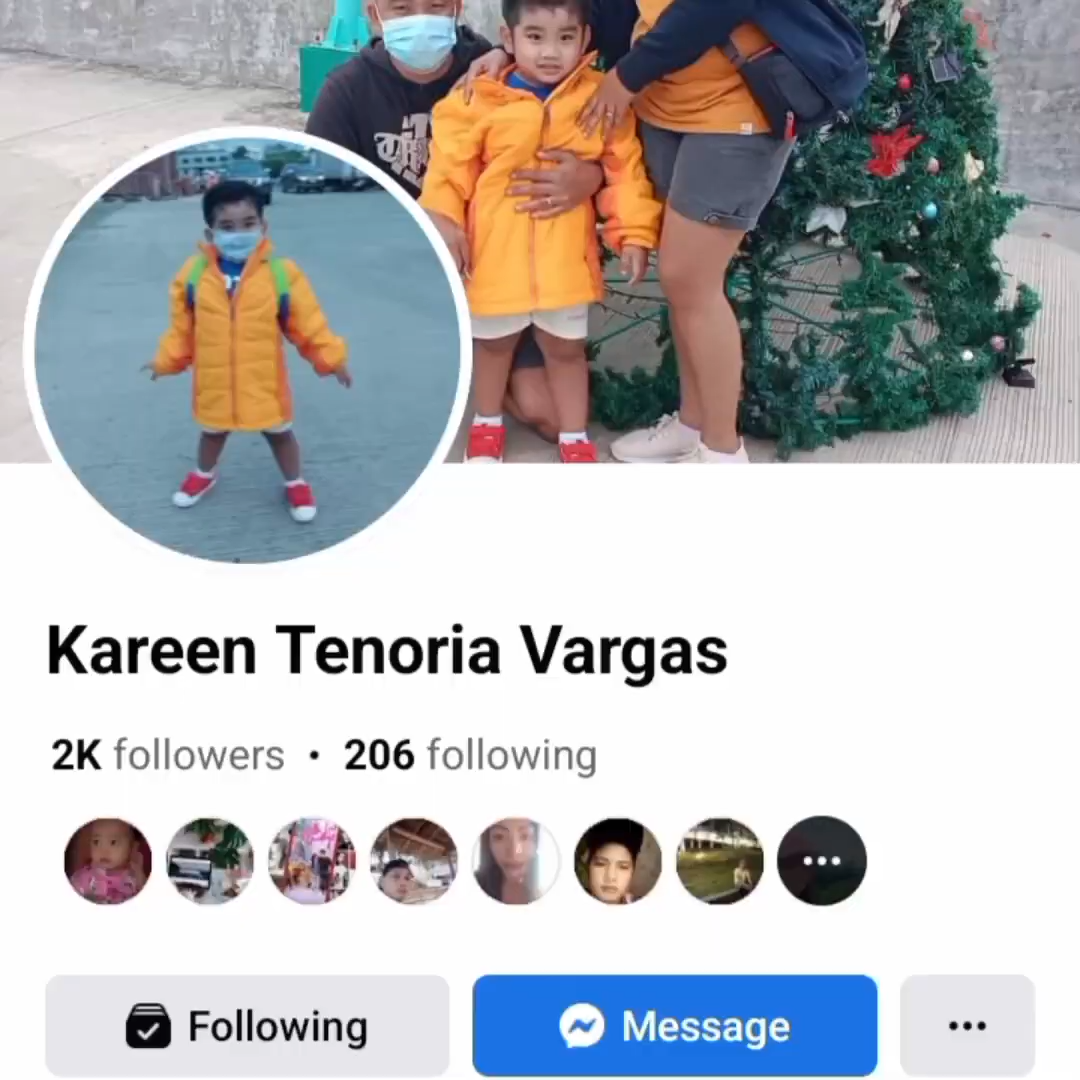 Kareen Tenoria Vargas
2K followers • 206 following
Following
Message